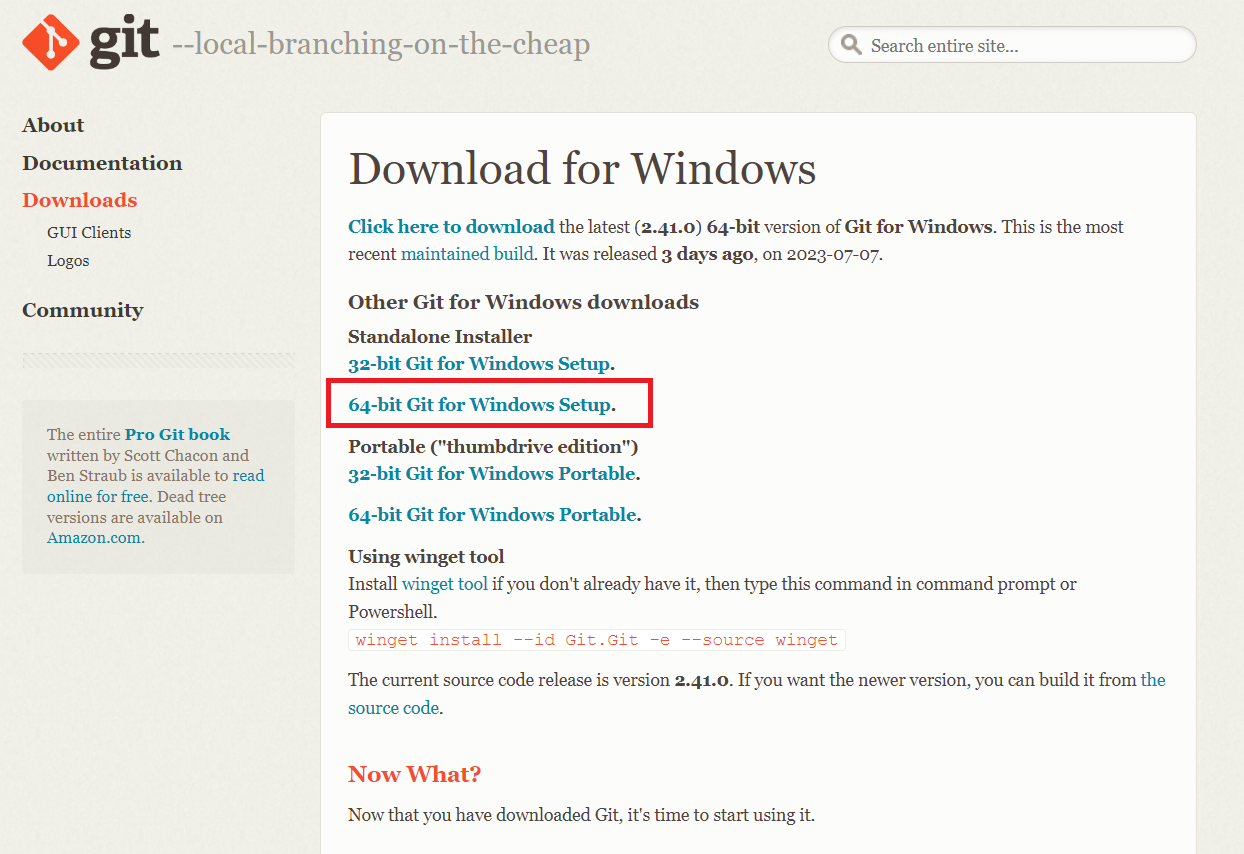 git --local-branching-on-the-cheap
Search entire site...
About
Documentation
Downloads
GUI Clients
Logos
Community
The entire Pro Git book
written by Scott Chacon and
Ben Straub is available to read
online for free. Dead tree
versions are available on
Amazon.com.
Download for Windows
Click here to download the latest (2.41.0) 64-bit version of Git for Windows. This is the most
recent maintained build. It was released 3 days ago, on 2023-07-07.
Other Git for Windows downloads
Standalone Installer
32-bit Git for Windows Setup.
64-bit Git for Windows Setup.
Portable ("thumbdrive edition")
32-bit Git for Windows Portable.
64-bit Git for Windows Portable.
Using winget tool
Install winget tool if you don't already have it, then type this command in command prompt or
Powershell.
winget install --id Git.Git -e --source winget
The current source code release is version 2.41.0. If you want the newer version, you can build it from the
source code.
Now What?
Now that you have downloaded Git, it's time to start using it.